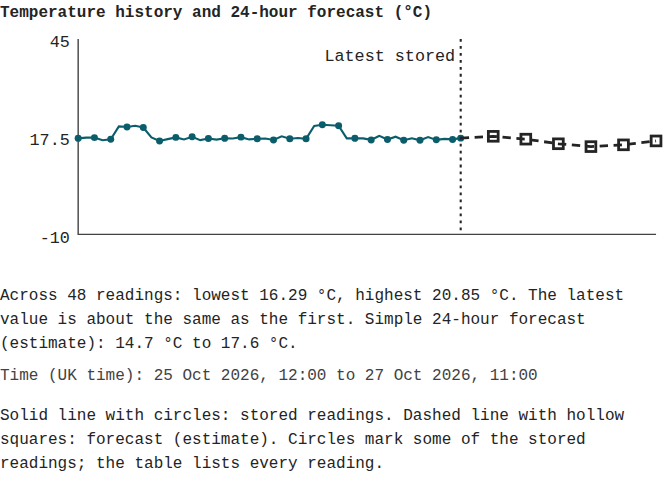 Temperature history and 24-hour forecast (°C)
45
Latest stored
17.5
-10
Across 48 readings: lowest 16.29 °C, highest 20.85 °C. The latest
value is about the same as the first. Simple 24-hour forecast
(estimate): 14.7 °C to 17.6 °C.
Time (UK time): 25 Oct 2026, 12:00 to 27 Oct 2026, 11:00
Solid line with circles: stored readings. Dashed line with hollow
squares: forecast (estimate). Circles mark some of the stored
readings; the table lists every reading.